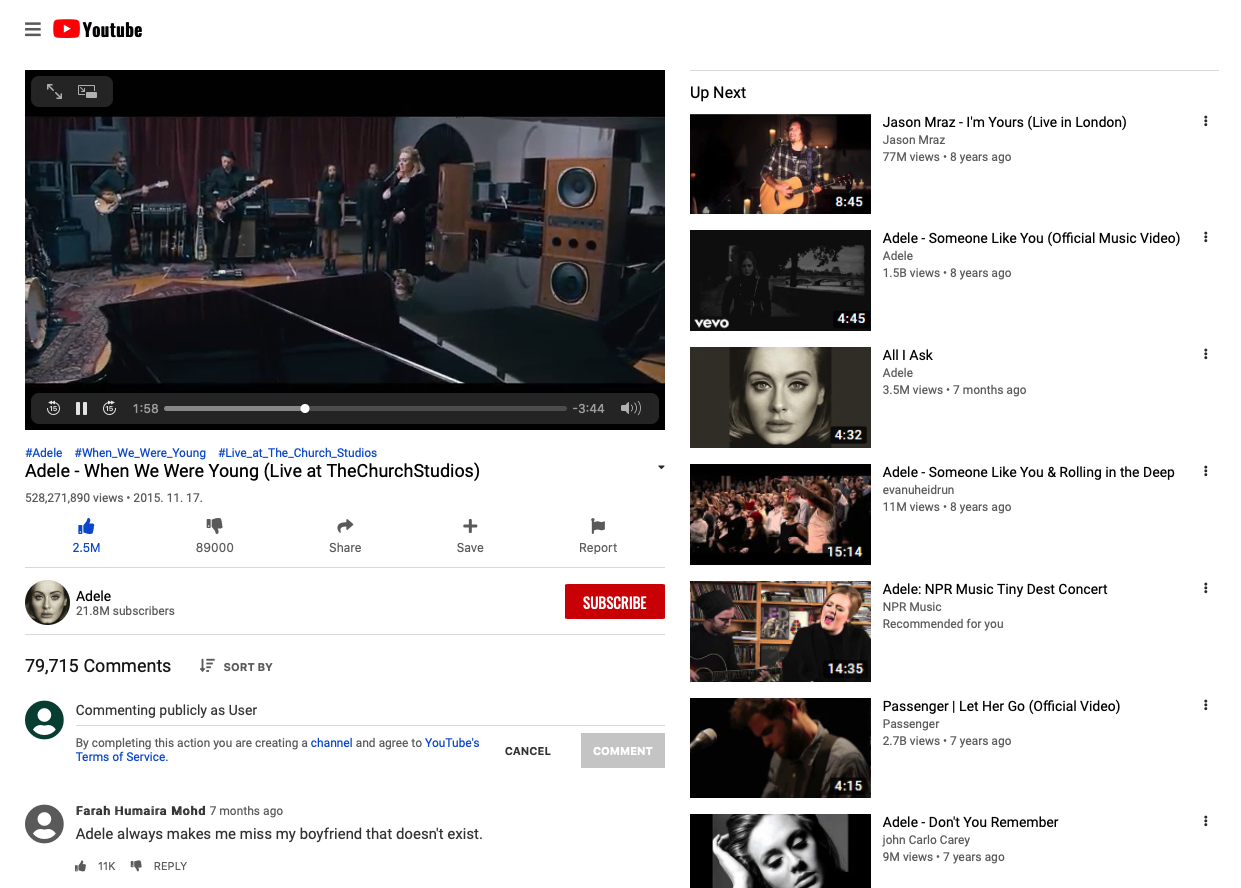 Youtube
1:58
-3:44
#Adele #When_We_Were_Young #Live_at_The_Church_Studios
Adele - When We Were Young (Live at TheChurchStudios)
528,271,890 views • 2015. 11. 17.
2.5M
89000
Share
Save
Report
Adele
21.8M subscribers
SUBSCRIBE
79,715 Comments
SORT BY
Commenting publicly as User
By completing this action you are creating a channel and agree to YouTube's
Terms of Service.
CANCEL
COMMENT
Farah Humaira Mohd 7 months ago
Adele always makes me miss my boyfriend that doesn't exist.
11K
REPLY
Up Next
8:45
Jason Mraz - I'm Yours (Live in London)
Jason Mraz
77M views • 8 years ago
vevo
4:45
Adele - Someone Like You (Official Music Video)
Adele
1.5B views • 8 years ago
4:32
All I Ask
Adele
3.5M views • 7 months ago
15:14
Adele - Someone Like You & Rolling in the Deep
evanuheidrun
11M views • 8 years ago
14:35
Adele: NPR Music Tiny Dest Concert
NPR Music
Recommended for you
4:15
Passenger | Let Her Go (Official Video)
Passenger
2.7B views • 7 years ago
Adele - Don't You Remember
john Carlo Carey
9M views • 7 years ago